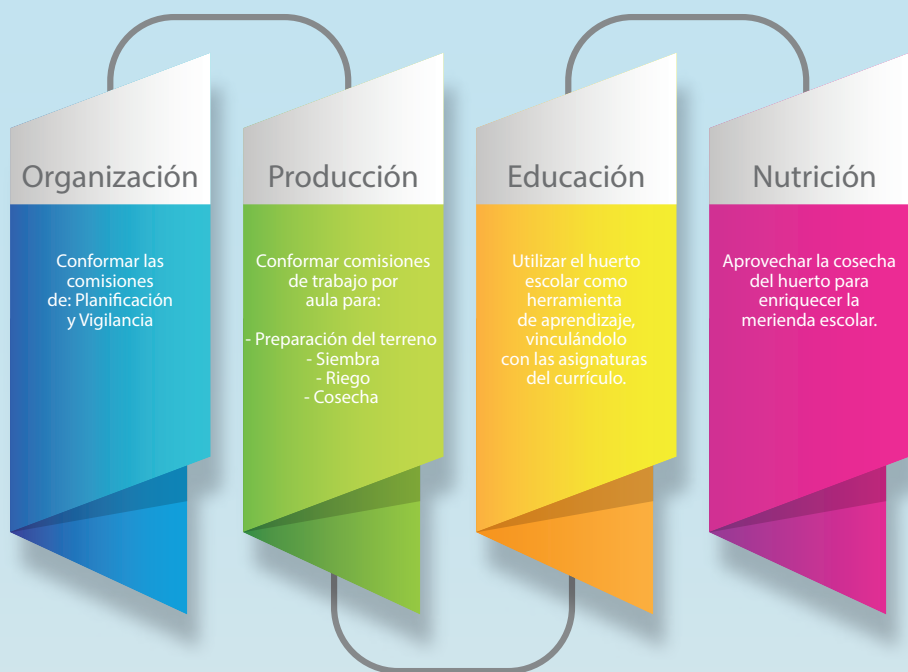 Organización
Conformar las
comisiones
de: Planificación
y Vigilancia
Producción
Conformar comisiones
de trabajo por
aula para:
- Preparación del terreno
- Siembra
- Riego
- Cosecha
Educación
Utilizar el huerto
escolar como
herramienta
de aprendizaje,
vinculándolo
con las asignaturas
del currículo.
Nutrición
Aprovechar la cosecha
del huerto para
enriquecer la
merienda escolar.